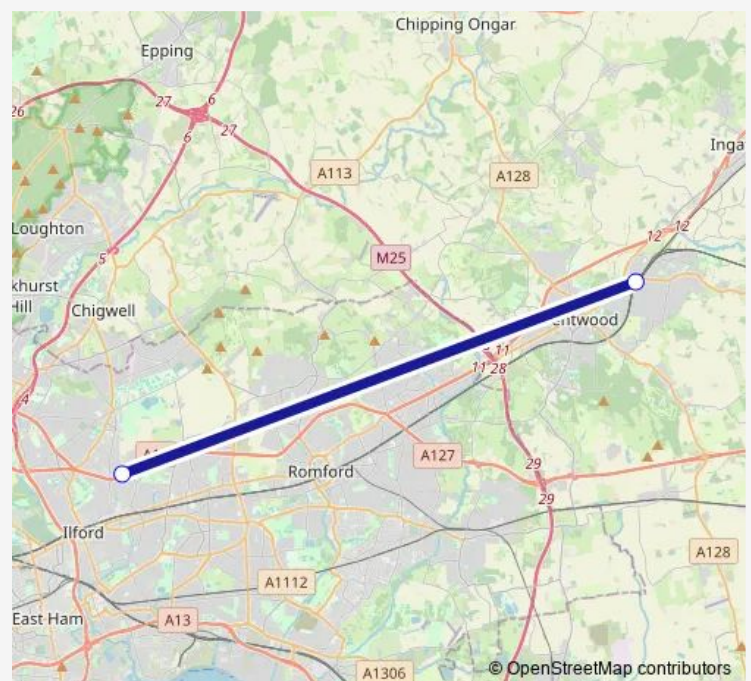 Chipping Ongar
Epping
26
27
6
6
27
Inga
A113
A128
Loughton
12
12
5
M25
khurst
Hill
Chigwell
entwood
11
11
28
4
A127
Romford
29
29
Ilford
A128
A1112
East Ham
A13
A1306
© OpenStreetMap contributors